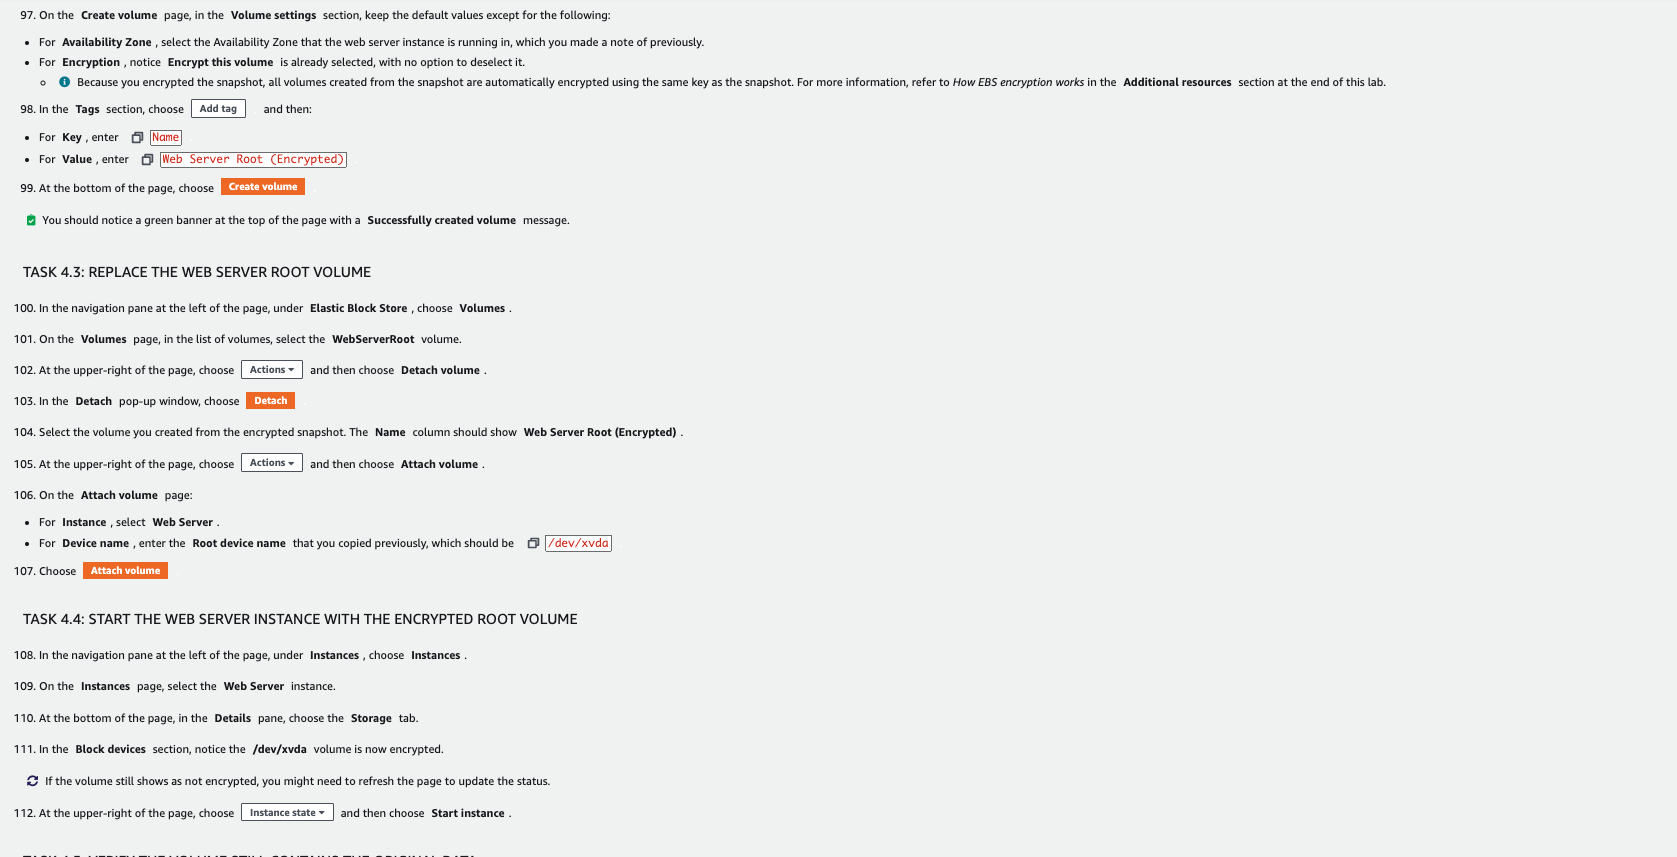 97. On the Create volume page, in the Volume settings section, keep the default values except for the following:
• For Availability Zone , select the Availability Zone that the web server instance is running in, which you made a note of previously.
• For Encryption , notice Encrypt this volume is already selected, with no option to deselect it.
Because you encrypted the snapshot, all volumes created from the snapshot are automatically encrypted using the same key as the snapshot. For more information, refer to How EBS encryption works in the Additional resources section at the end of this lab.
98. In the Tags section, choose Add tag and then:
• For Key , enter Name
• For Value , enter Web Server Root (Encrypted)
99. At the bottom of the page, choose Create volume
You should notice a green banner at the top of the page with a Successfully created volume message.
TASK 4.3: REPLACE THE WEB SERVER ROOT VOLUME
100. In the navigation pane at the left of the page, under Elastic Block Store , choose Volumes .
101. On the Volumes page, in the list of volumes, select the WebServerRoot volume.
102. At the upper-right of the page, choose Actions and then choose Detach volume .
103. In the Detach pop-up window, choose Detach
104. Select the volume you created from the encrypted snapshot. The Name column should show Web Server Root (Encrypted) .
105. At the upper-right of the page, choose Actions and then choose Attach volume .
106. On the Attach volume page:
• For Instance , select Web Server .
• For Device name , enter the Root device name that you copied previously, which should be /dev/xvda
107. Choose Attach volume
TASK 4.4: START THE WEB SERVER INSTANCE WITH THE ENCRYPTED ROOT VOLUME
108. In the navigation pane at the left of the page, under Instances , choose Instances .
109. On the Instances page, select the Web Server instance.
110. At the bottom of the page, in the Details pane, choose the Storage tab.
111. In the Block devices section, notice the /dev/xvda volume is now encrypted.
If the volume still shows as not encrypted, you might need to refresh the page to update the status.
112. At the upper-right of the page, choose Instance state and then choose Start instance .